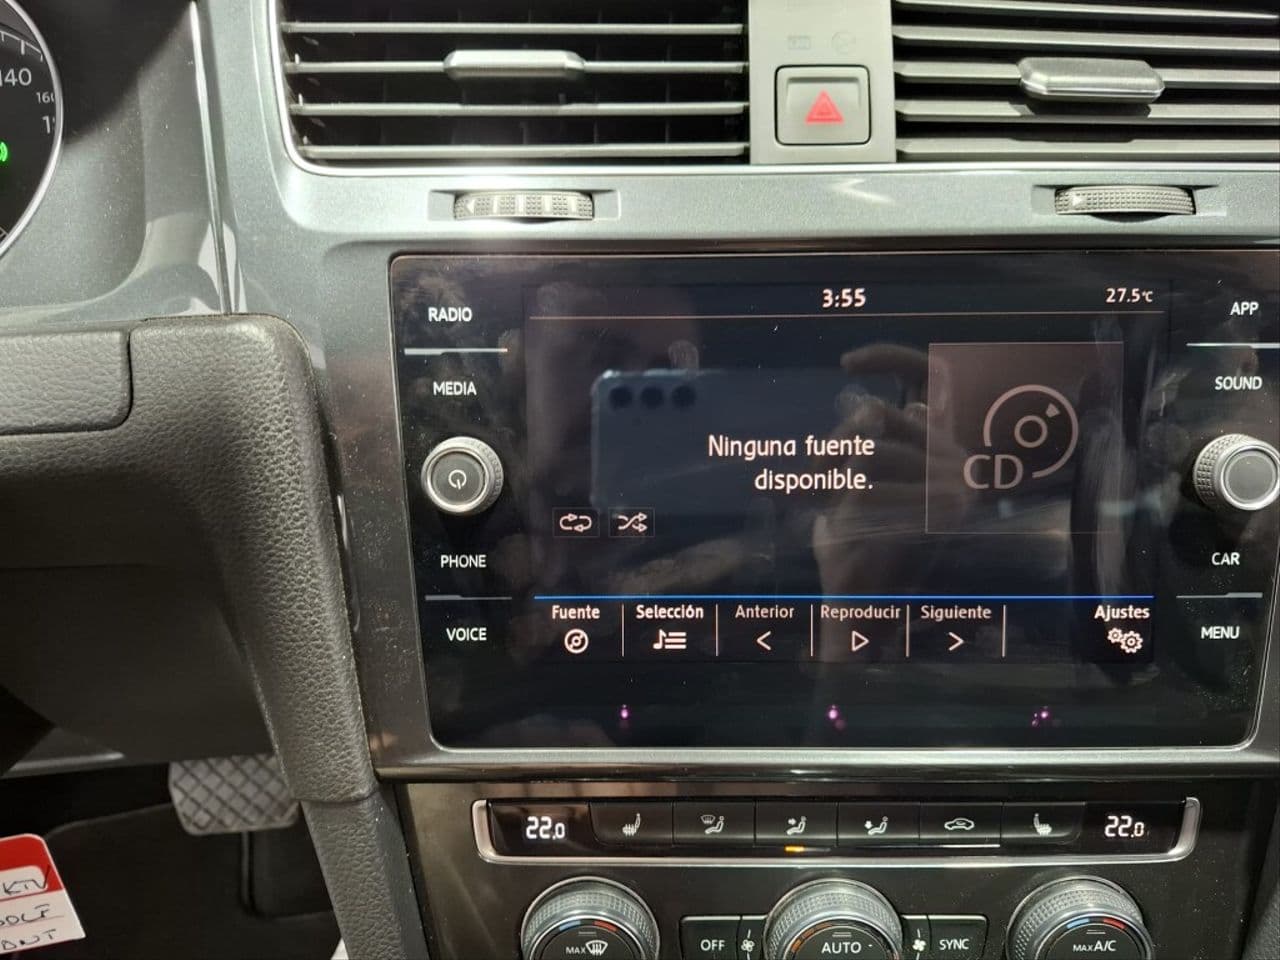 140
160
RADIO
3:55
27.5°C
APP
MEDIA
SOUND
Ninguna fuente
disponible.
CD
PHONE
CAR
Fuente
Selección
Anterior
Reproducir
Siguiente
Ajustes
VOICE
MENU
22.0
22.0
MAX
OFF
AUTO
SYNC
MAX A/C
KTV